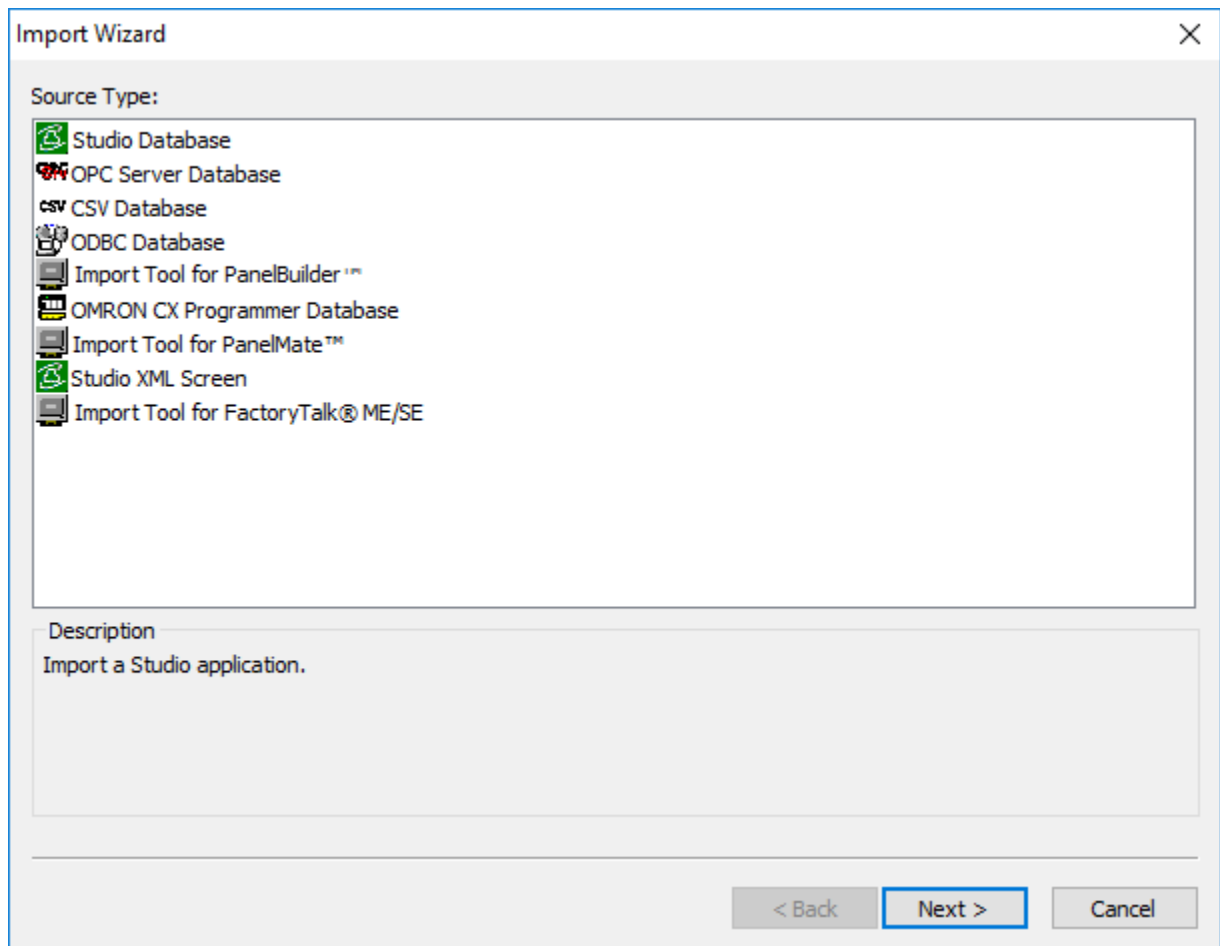 Import Wizard
Source Type:
Studio Database
OPC Server Database
CSV CSV Database
ODBC Database
Import Tool for PanelBuilder™
OMRON CX Programmer Database
Import Tool for PanelMate™
Studio XML Screen
Import Tool for FactoryTalk® ME/SE
Description
Import a Studio application.
< Back Next > Cancel